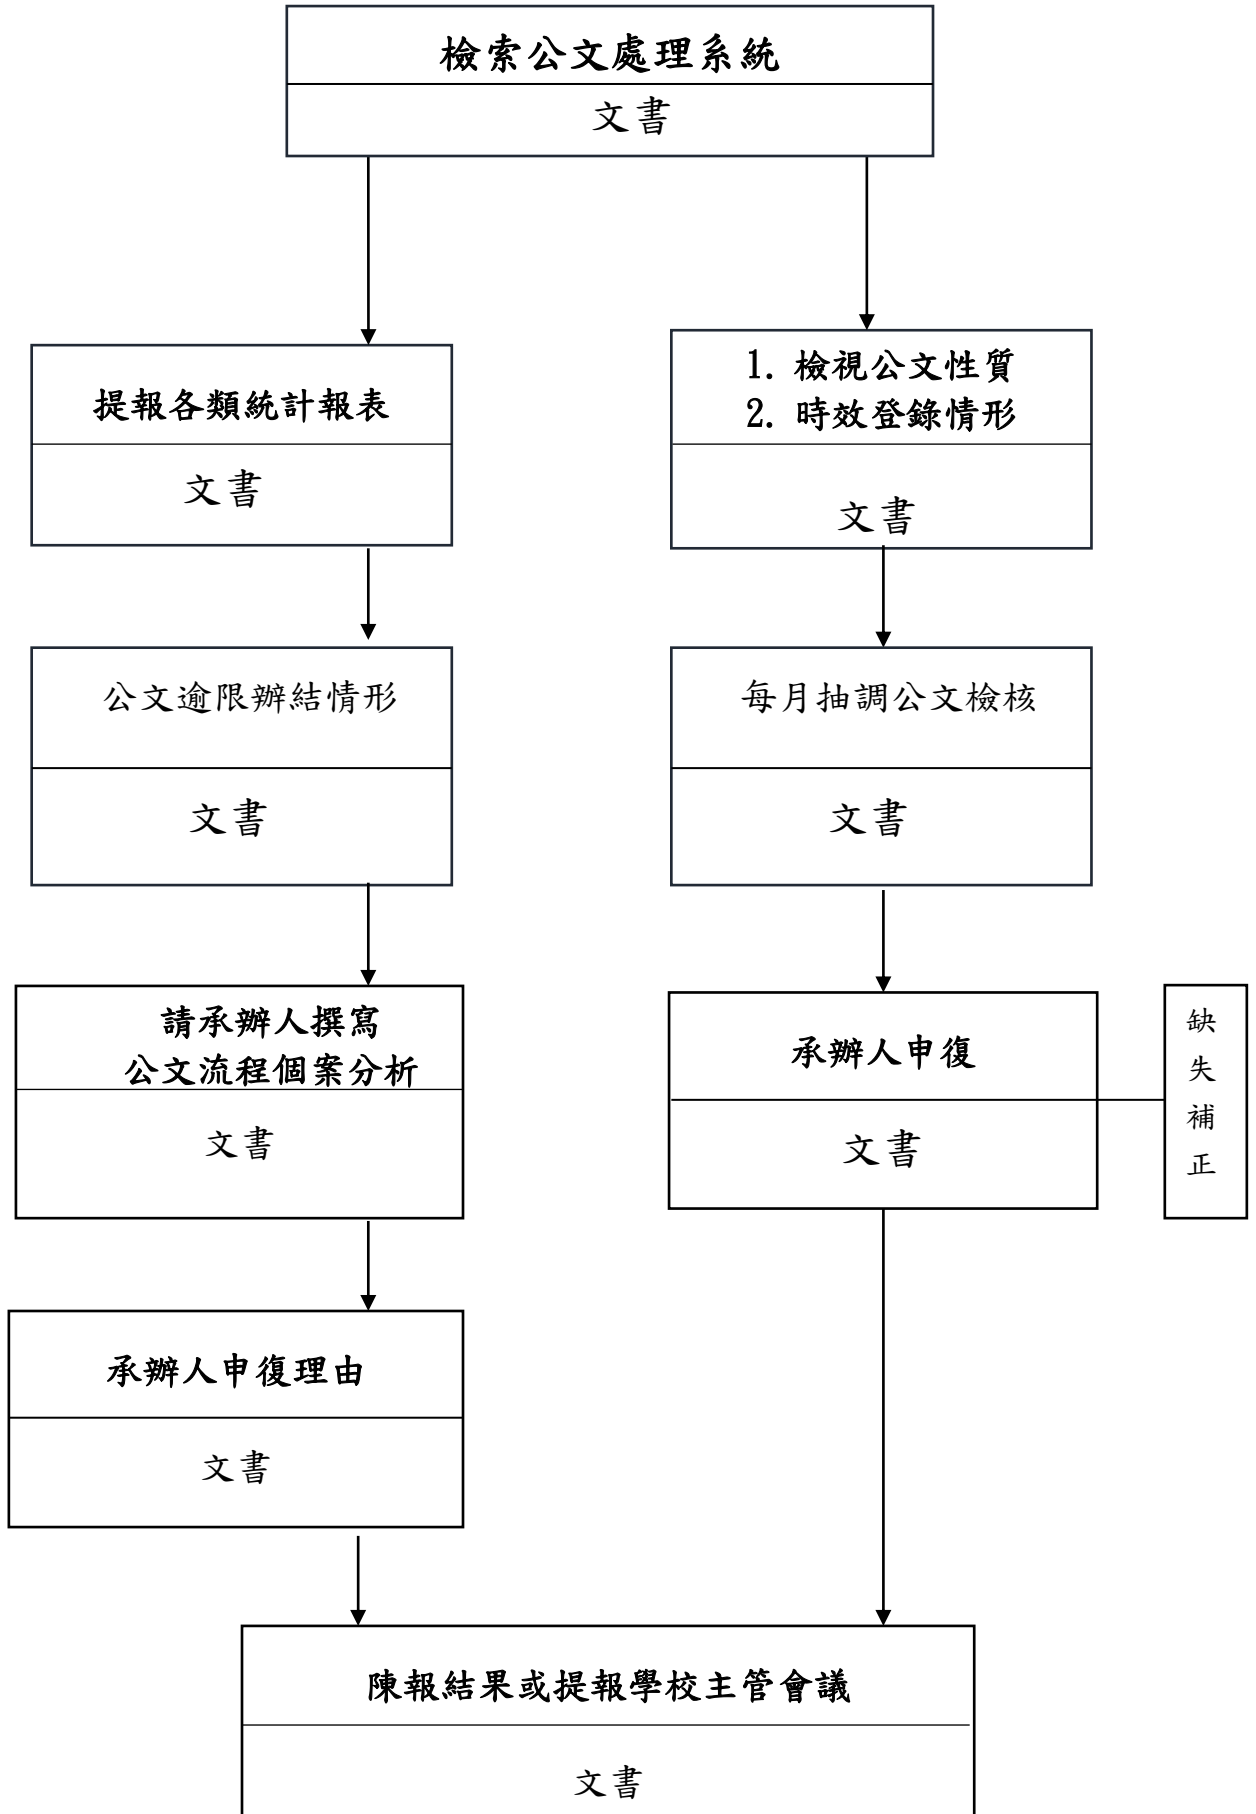 檢索公文處理系統
文書
提報各類統計報表
文書
1. 檢視公文性質
2. 時效登錄情形
文書
公文逾限辦結情形
文書
每月抽調公文檢核
文書
請承辦人撰寫
公文流程個案分析
文書
承辦人申復
文書
缺
失
補
正
承辦人申復理由
文書
陳報結果或提報學校主管會議
文書